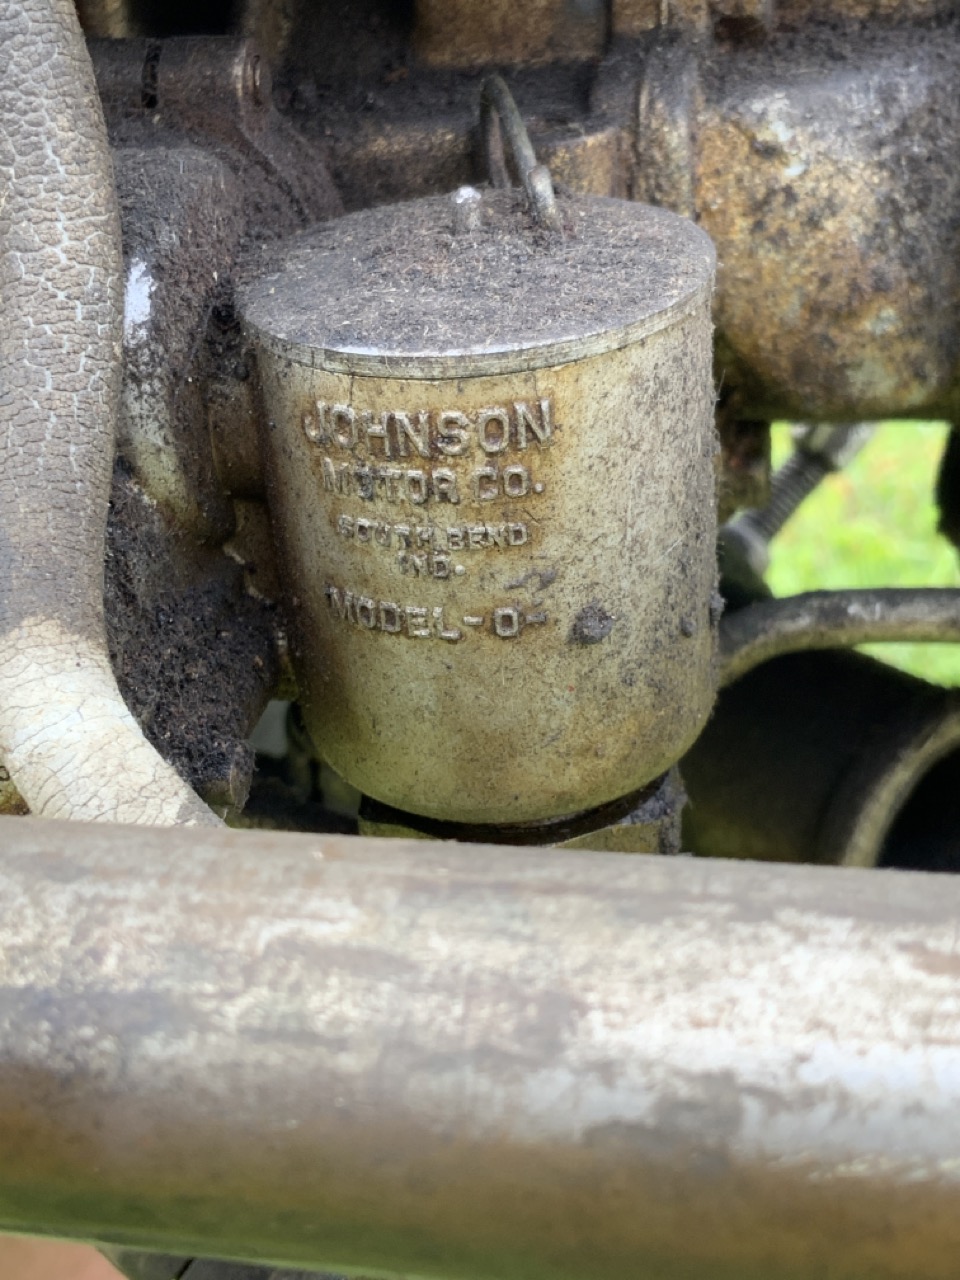 JOHNSON
MOTOR CO.
SOUTH BEND
IND.
MODEL-O-